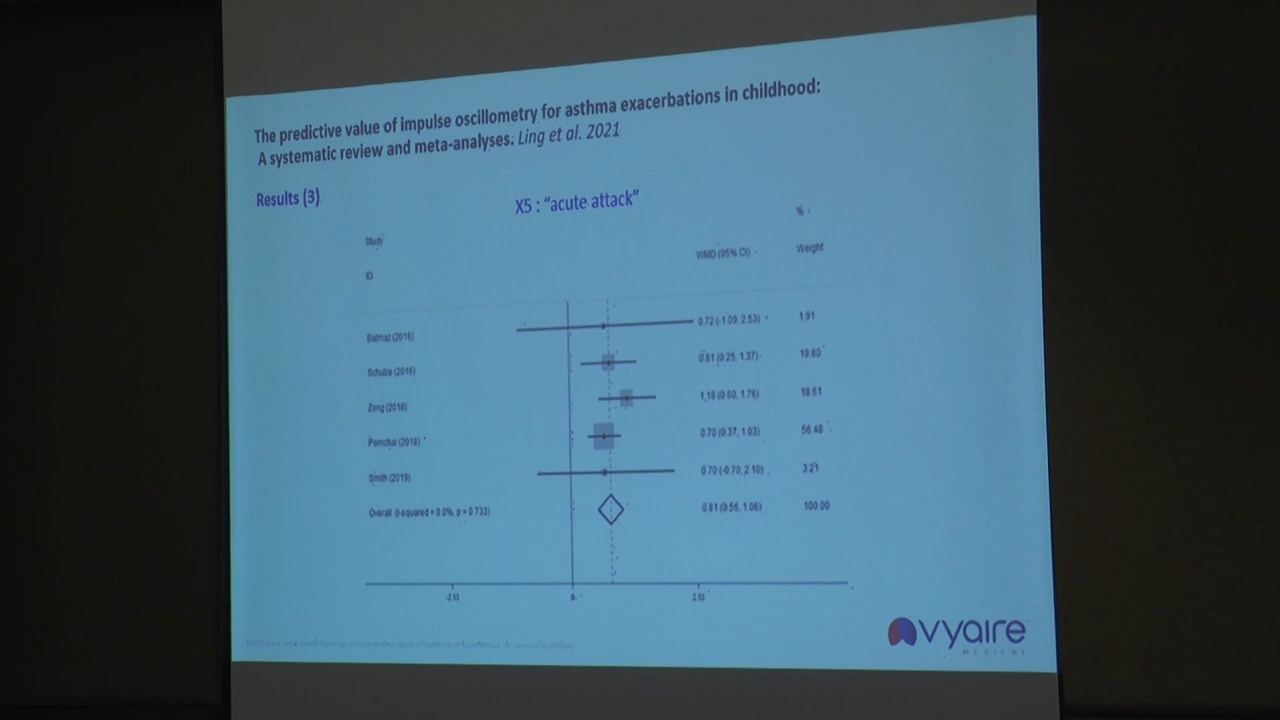 The predictive value of impulse oscillometry for asthma exacerbations in childhood:
A systematic review and meta-analyses. Ling et al. 2021
Results (3)
X5 : “acute attack”
%
Study
WMD (95% CI)
Weight
ID
Batmaz (2016) 0.72 (-1.09, 2.53) 1.91
Schulze (2016) 0.81 (0.25, 1.37) 19.80
Zeng (2018) 1.18 (0.60, 1.76) 18.61
Pornchai (2018) 0.70 (0.37, 1.03) 56.48
Smith (2019) 0.70 (-0.70, 2.10) 3.21
Overall (I-squared = 0.0%, p = 0.733) 0.81 (0.56, 1.06) 100.00
-2.53 0 2.53
vyaire
MEDICAL